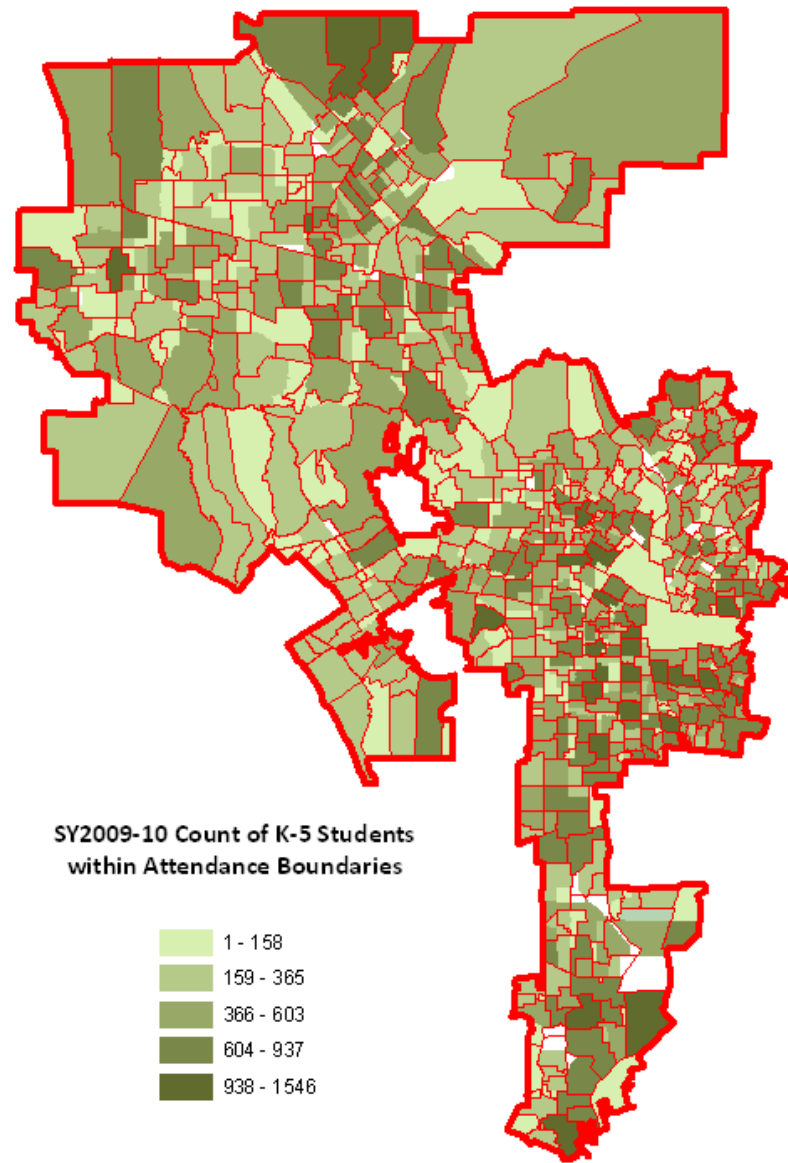 SY2009-10 Count of K-5 Students
within Attendance Boundaries
1 - 158
159 - 365
366 - 603
604 - 937
938 - 1546